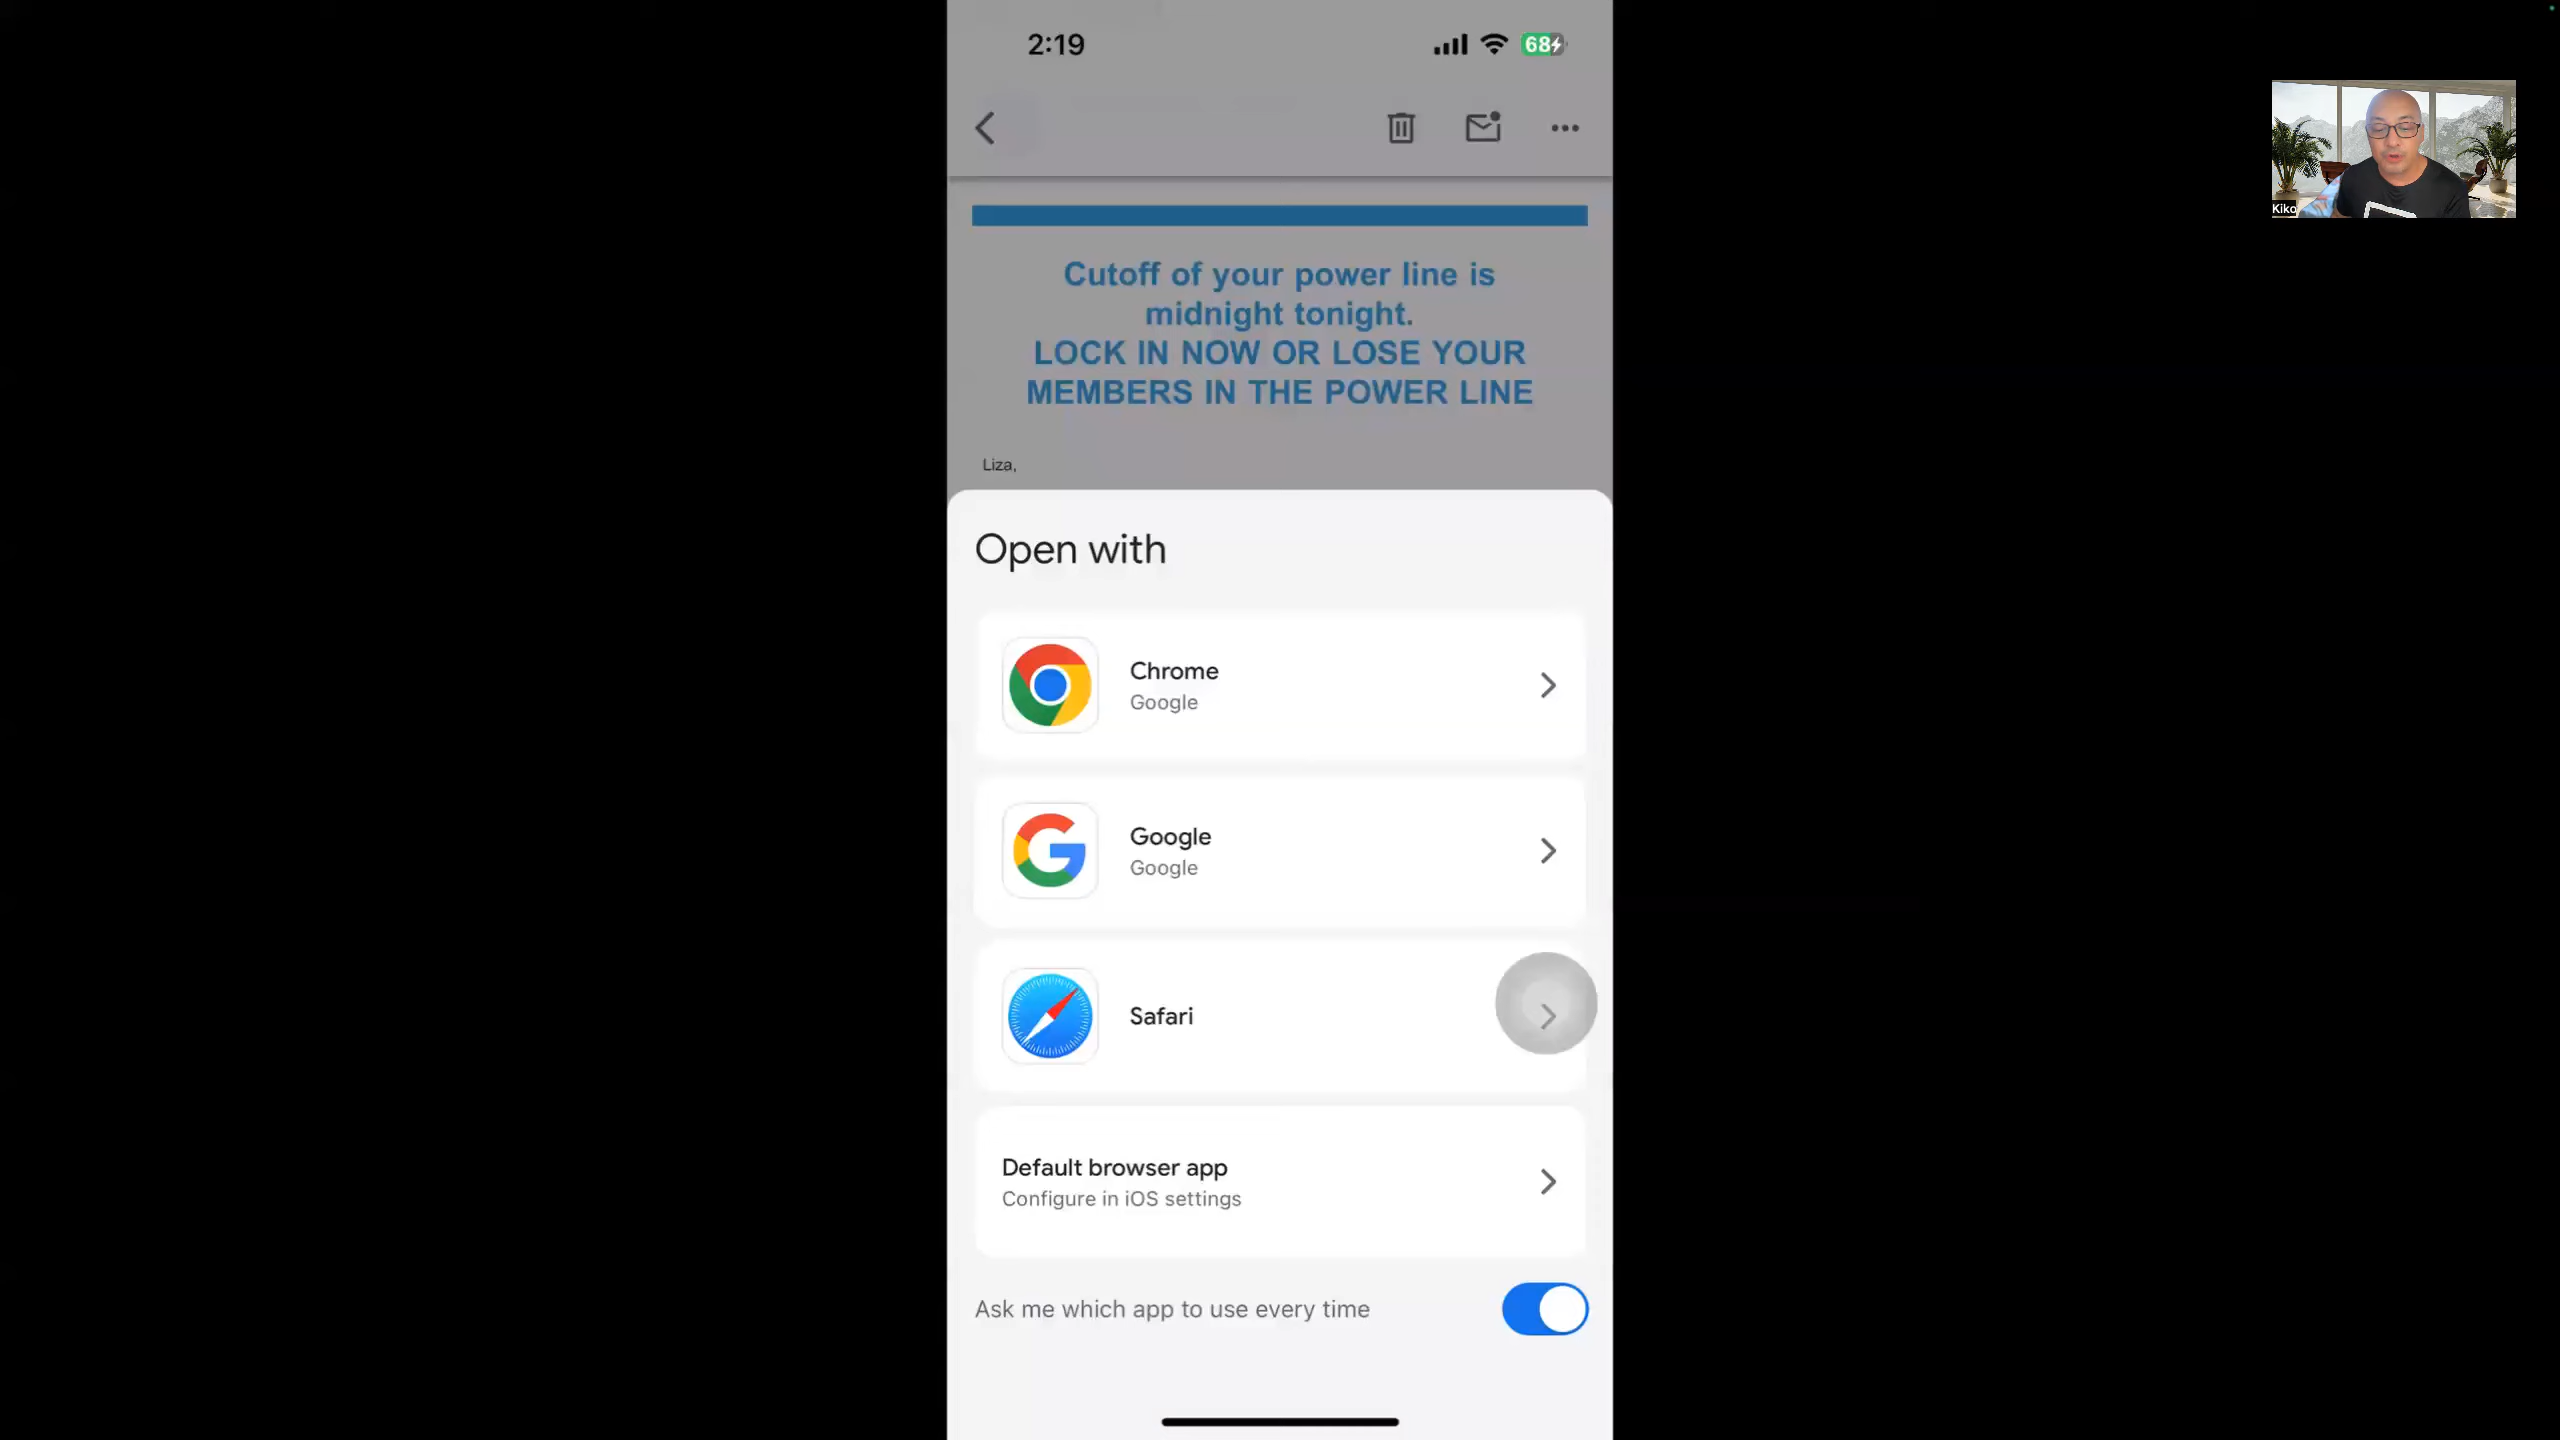 2:19
68
Kiko
Cutoff of your power line is
midnight tonight.
LOCK IN NOW OR LOSE YOUR
MEMBERS IN THE POWER LINE
Liza,
Open with
Chrome
Google
Google
Google
Safari
Default browser app
Configure in iOS settings
Ask me which app to use every time